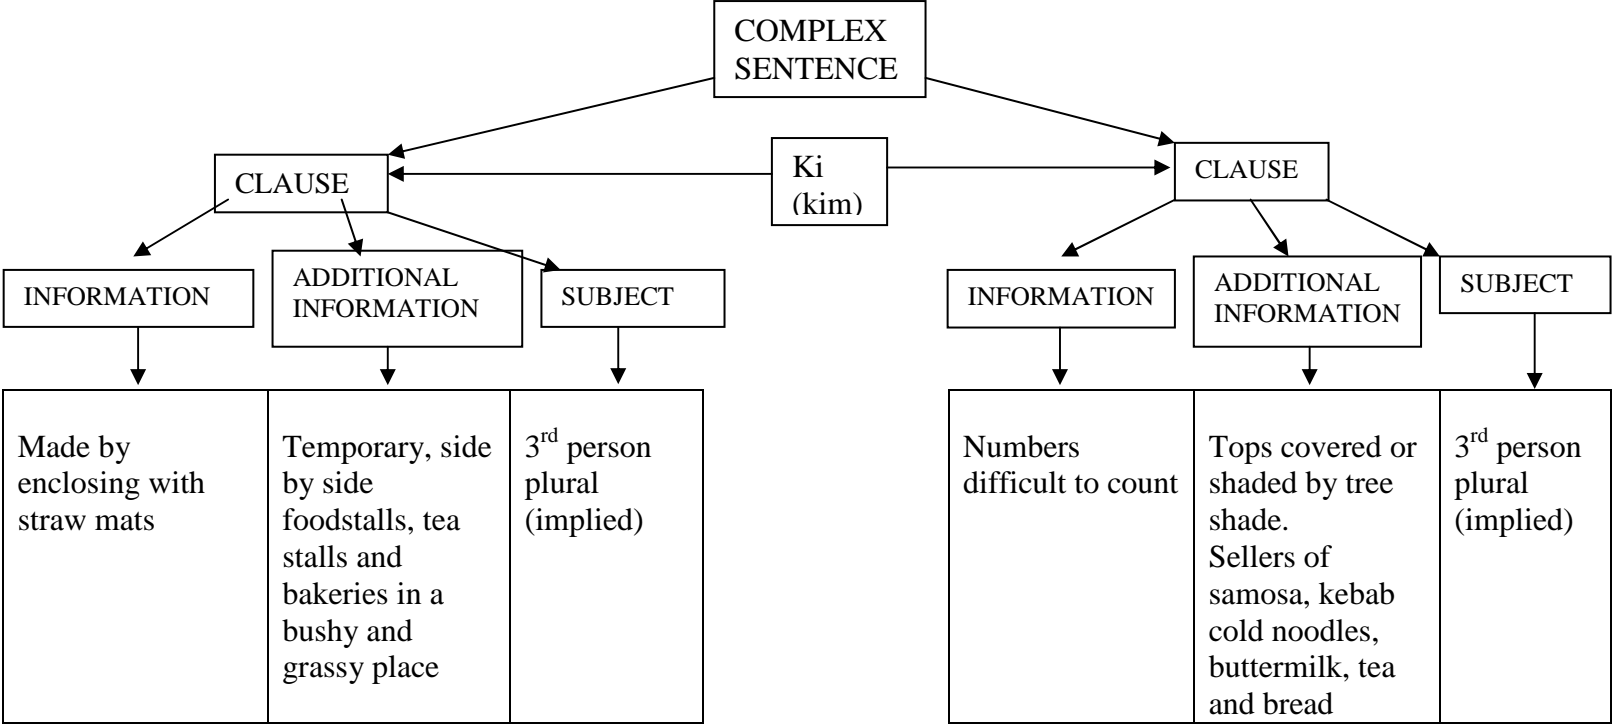 COMPLEX
SENTENCE
Ki
(kim)
CLAUSE
CLAUSE
INFORMATION
ADDITIONAL
INFORMATION
SUBJECT
INFORMATION
ADDITIONAL
INFORMATION
SUBJECT
Made by
enclosing with
straw mats
Temporary, side
by side
foodstalls, tea
stalls and
bakeries in a
bushy and
grassy place
3rd person
plural
(implied)
Numbers
difficult to count
Tops covered or
shaded by tree
shade.
Sellers of
samosa, kebab
cold noodles,
buttermilk, tea
and bread
3rd person
plural
(implied)